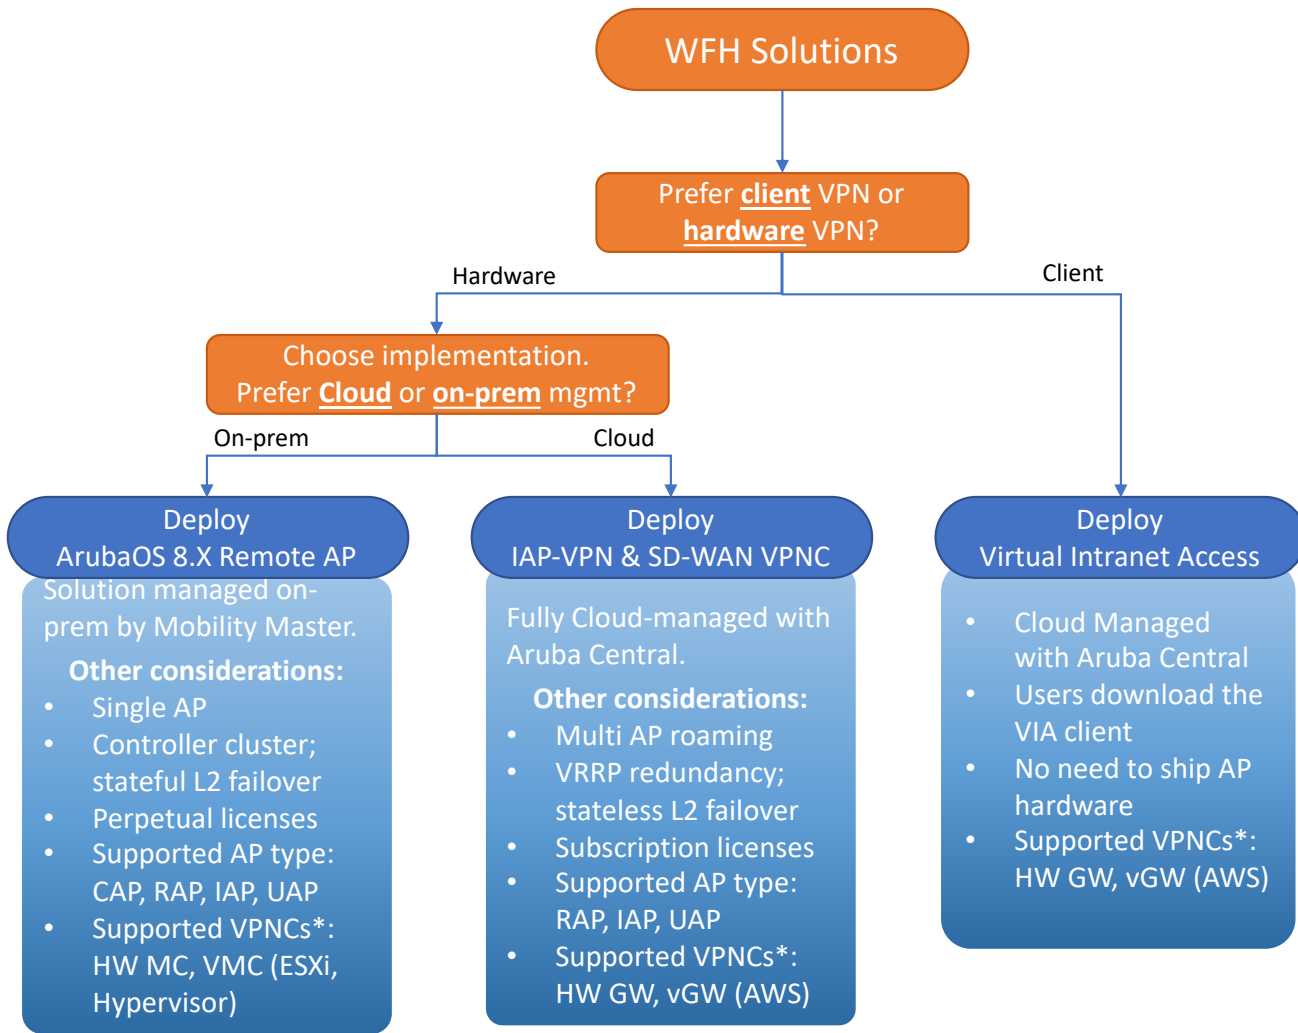 WFH Solutions
Prefer client VPN or
hardware VPN?
Hardware
Client
Choose implementation.
Prefer Cloud or on-prem mgmt?
On-prem
Cloud
Deploy
ArubaOS 8.X Remote AP
Solution managed on-
prem by Mobility Master.
Other considerations:
• Single AP
• Controller cluster;
stateful L2 failover
• Perpetual licenses
• Supported AP type:
CAP, RAP, IAP, UAP
• Supported VPNCs*:
HW MC, VMC (ESXi,
Hypervisor)
Deploy
IAP-VPN & SD-WAN VPNC
Fully Cloud-managed with
Aruba Central.
Other considerations:
• Multi AP roaming
• VRRP redundancy;
stateless L2 failover
• Subscription licenses
• Supported AP type:
RAP, IAP, UAP
• Supported VPNCs*:
HW GW, vGW (AWS)
Deploy
Virtual Intranet Access
• Cloud Managed
with Aruba Central
• Users download the
VIA client
• No need to ship AP
hardware
• Supported VPNCs*:
HW GW, vGW (AWS)